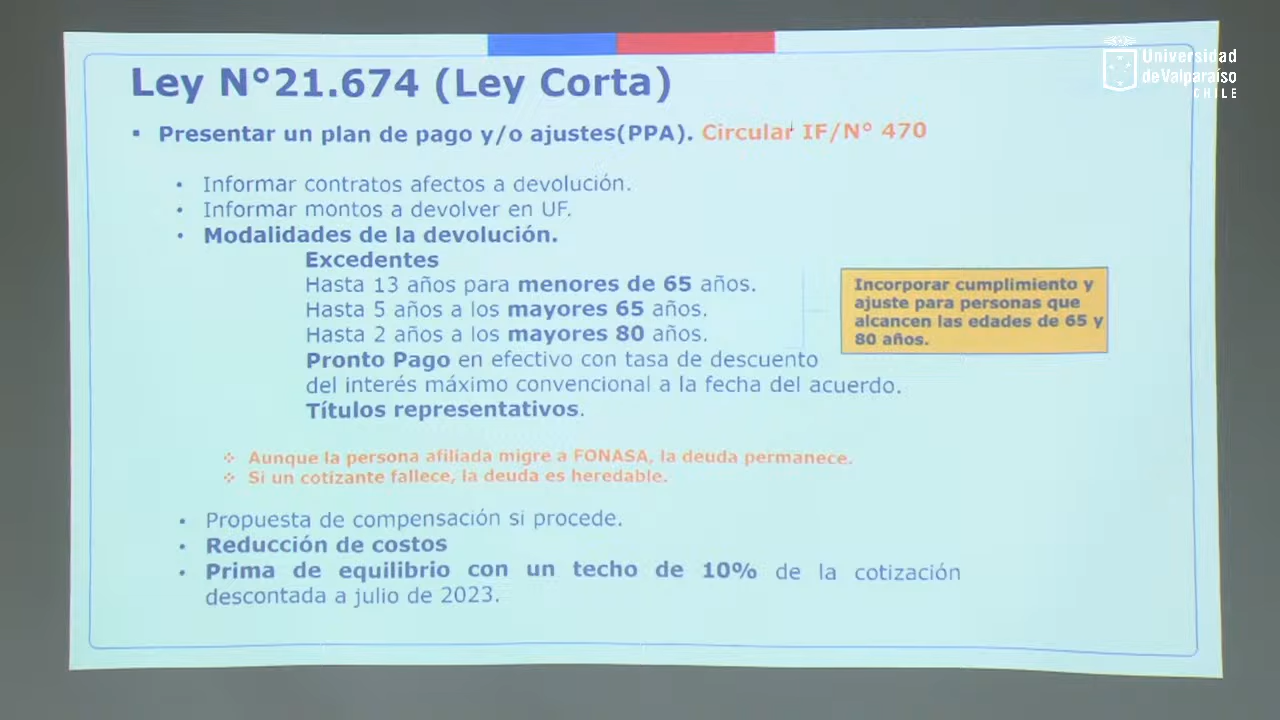 Universidad
de Valparaíso
CHILE
Ley N°21.674 (Ley Corta)
▪ Presentar un plan de pago y/o ajustes(PPA). Circular IF/N° 470
• Informar contratos afectos a devolución.
• Informar montos a devolver en UF.
• Modalidades de la devolución.
Excedentes
Hasta 13 años para menores de 65 años.
Hasta 5 años a los mayores 65 años.
Hasta 2 años a los mayores 80 años.
Pronto Pago en efectivo con tasa de descuento
del interés máximo convencional a la fecha del acuerdo.
Títulos representativos.
Incorporar cumplimiento y
ajuste para personas que
alcancen las edades de 65 y
80 años.
❖ Aunque la persona afiliada migre a FONASA, la deuda permanece.
❖ Si un cotizante fallece, la deuda es heredable.
• Propuesta de compensación si procede.
• Reducción de costos
• Prima de equilibrio con un techo de 10% de la cotización
descontada a julio de 2023.